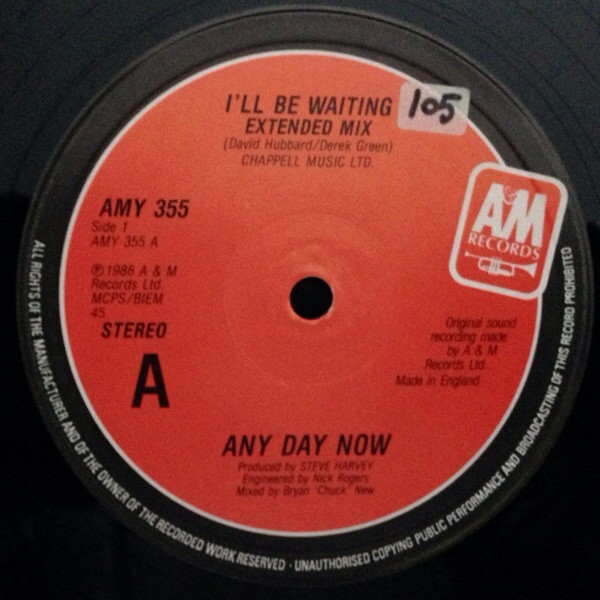 I'LL BE WAITING
EXTENDED MIX
(David Hubbard/Derek Green)
CHAPPELL MUSIC LTD.
105
AMY 355
Side 1
AMY 355 A
℗ 1986 A & M
Records Ltd.
MCPS/BIEM
45
STEREO
A
A&M
RECORDS
Original sound
recording made
by A & M
Records Ltd.
Made in England
ANY DAY NOW
Produced by STEVE HARVEY
Engineered by Nick Rogers
Mixed by Bryan 'Chuck' New
ALL RIGHTS OF THE MANUFACTURER AND OF THE OWNER OF THE RECORDED WORK RESERVED · UNAUTHORISED COPYING PUBLIC PERFORMANCE AND BROADCASTING OF THIS RECORD PROHIBITED